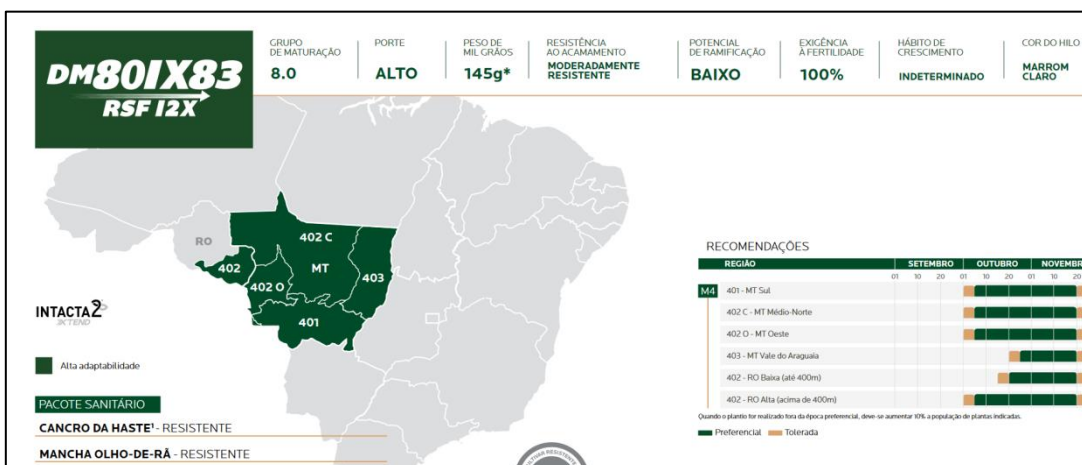 DM80IX83
RSF I2X
GRUPO
DE MATURAÇÃO
8.0
PORTE
ALTO
PESO DE
MIL GRÃOS
145g*
RESISTÊNCIA
AO ACAMAMENTO
MODERADAMENTE
RESISTENTE
POTENCIAL
DE RAMIFICAÇÃO
BAIXO
EXIGÊNCIA
À FERTILIDADE
100%
HÁBITO DE
CRESCIMENTO
INDETERMINADO
COR DO HILO
MARROM
CLARO
RO
402 C
402
MT
403
402 O
401
INTACTA 2
XTEND
Alta adaptabilidade
PACOTE SANITÁRIO
CANCRO DA HASTE¹ - RESISTENTE
MANCHA OLHO-DE-RÃ - RESISTENTE
RECOMENDAÇÕES
REGIÃO SETEMBRO OUTUBRO NOVEMBR
01 10 20 01 10 20 01 10 20
M4 401 - MT Sul
402 C - MT Médio-Norte
402 O - MT Oeste
403 - MT Vale do Araguaia
402 - RO Baixa (até 400m)
402 - RO Alta (acima de 400m)
Quando o plantio for realizado fora da época preferencial, deve-se aumentar 10% a população de plantas indicadas.
Preferencial Tolerada
CULTIVAR RESISTENTE